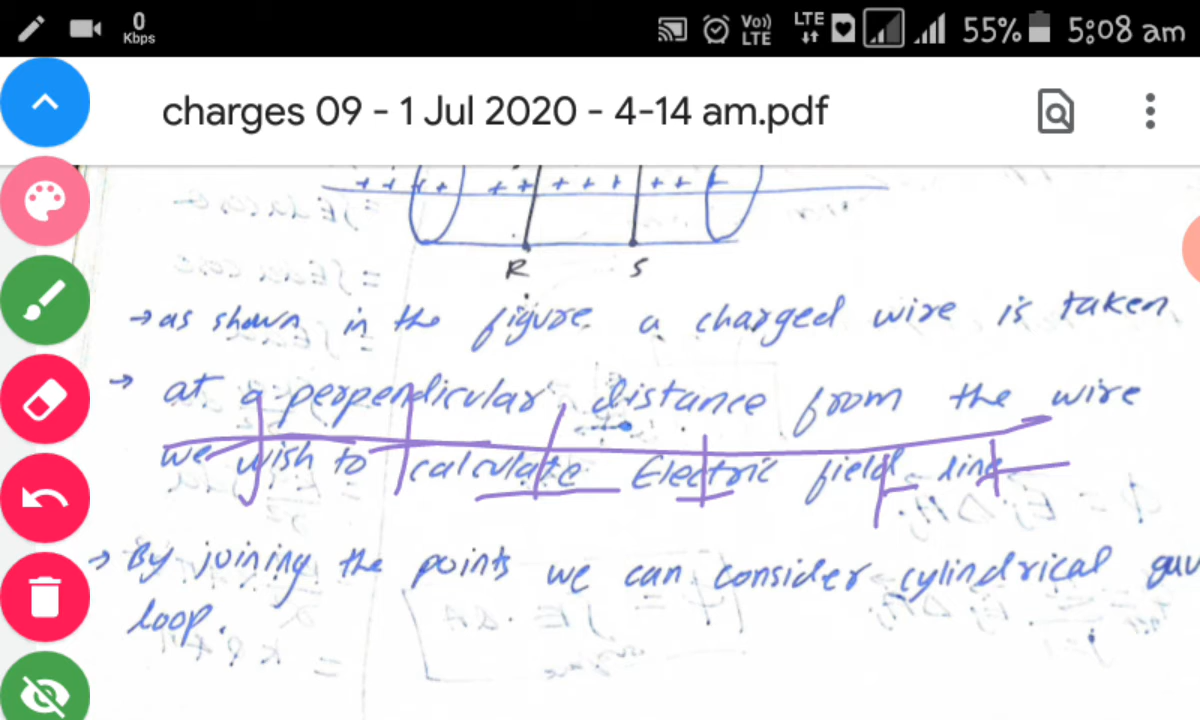 0
Kbps
Vo))
LTE
LTE
55%
5:08 am
charges 09 - 1 Jul 2020 - 4-14 am.pdf
++++ ++ +++ ++ +
R S
→ as shown in the figure. a charged wire is taken
→ at a perpendicular distance from the wire
we wish to calculate Electric field line
→ By joining the points we can consider cylindrical gau
loop.